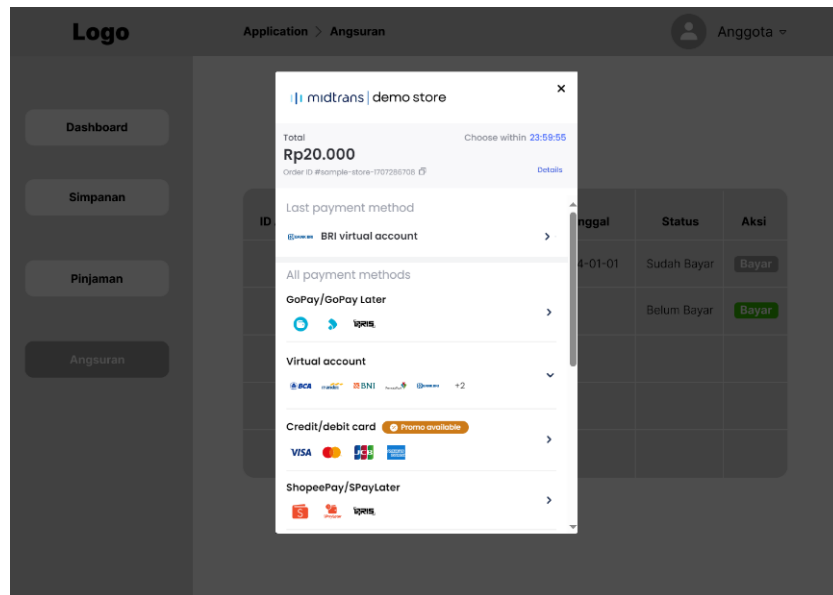 Logo
Application > Angsuran
Anggota
Dashboard
Simpanan
Pinjaman
Angsuran
midtrans | demo store
×
Total
Choose within 23:59:55
Rp20.000
Order ID #sample-store-1707286708
Details
Last payment method
BRI virtual account
All payment methods
GoPay/GoPay Later
QRIS
Virtual account
BCA mandiri BNI +2
Credit/debit card Promo available
VISA JCB
ShopeePay/SPayLater
S QRIS
ID nggal Status Aksi
4-01-01 Sudah Bayar Bayar
Belum Bayar Bayar